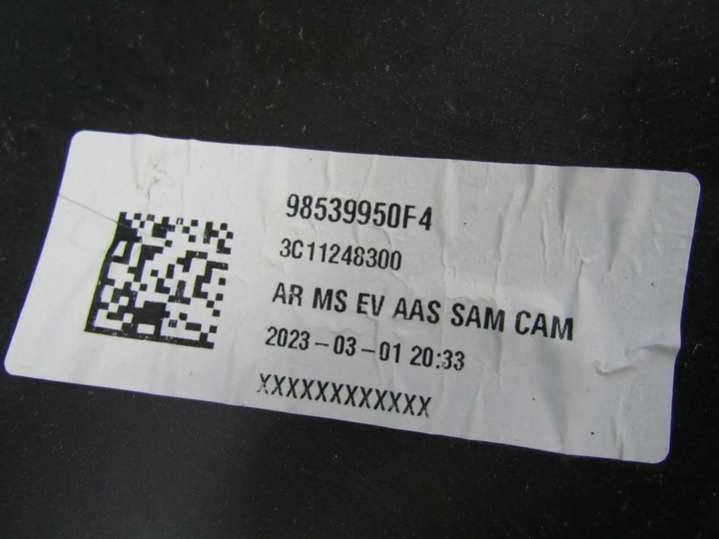 98539950F4
3C11248300
AR MS EV AAS SAM CAM
2023-03-01 20:33
XXXXXXXXXXXX